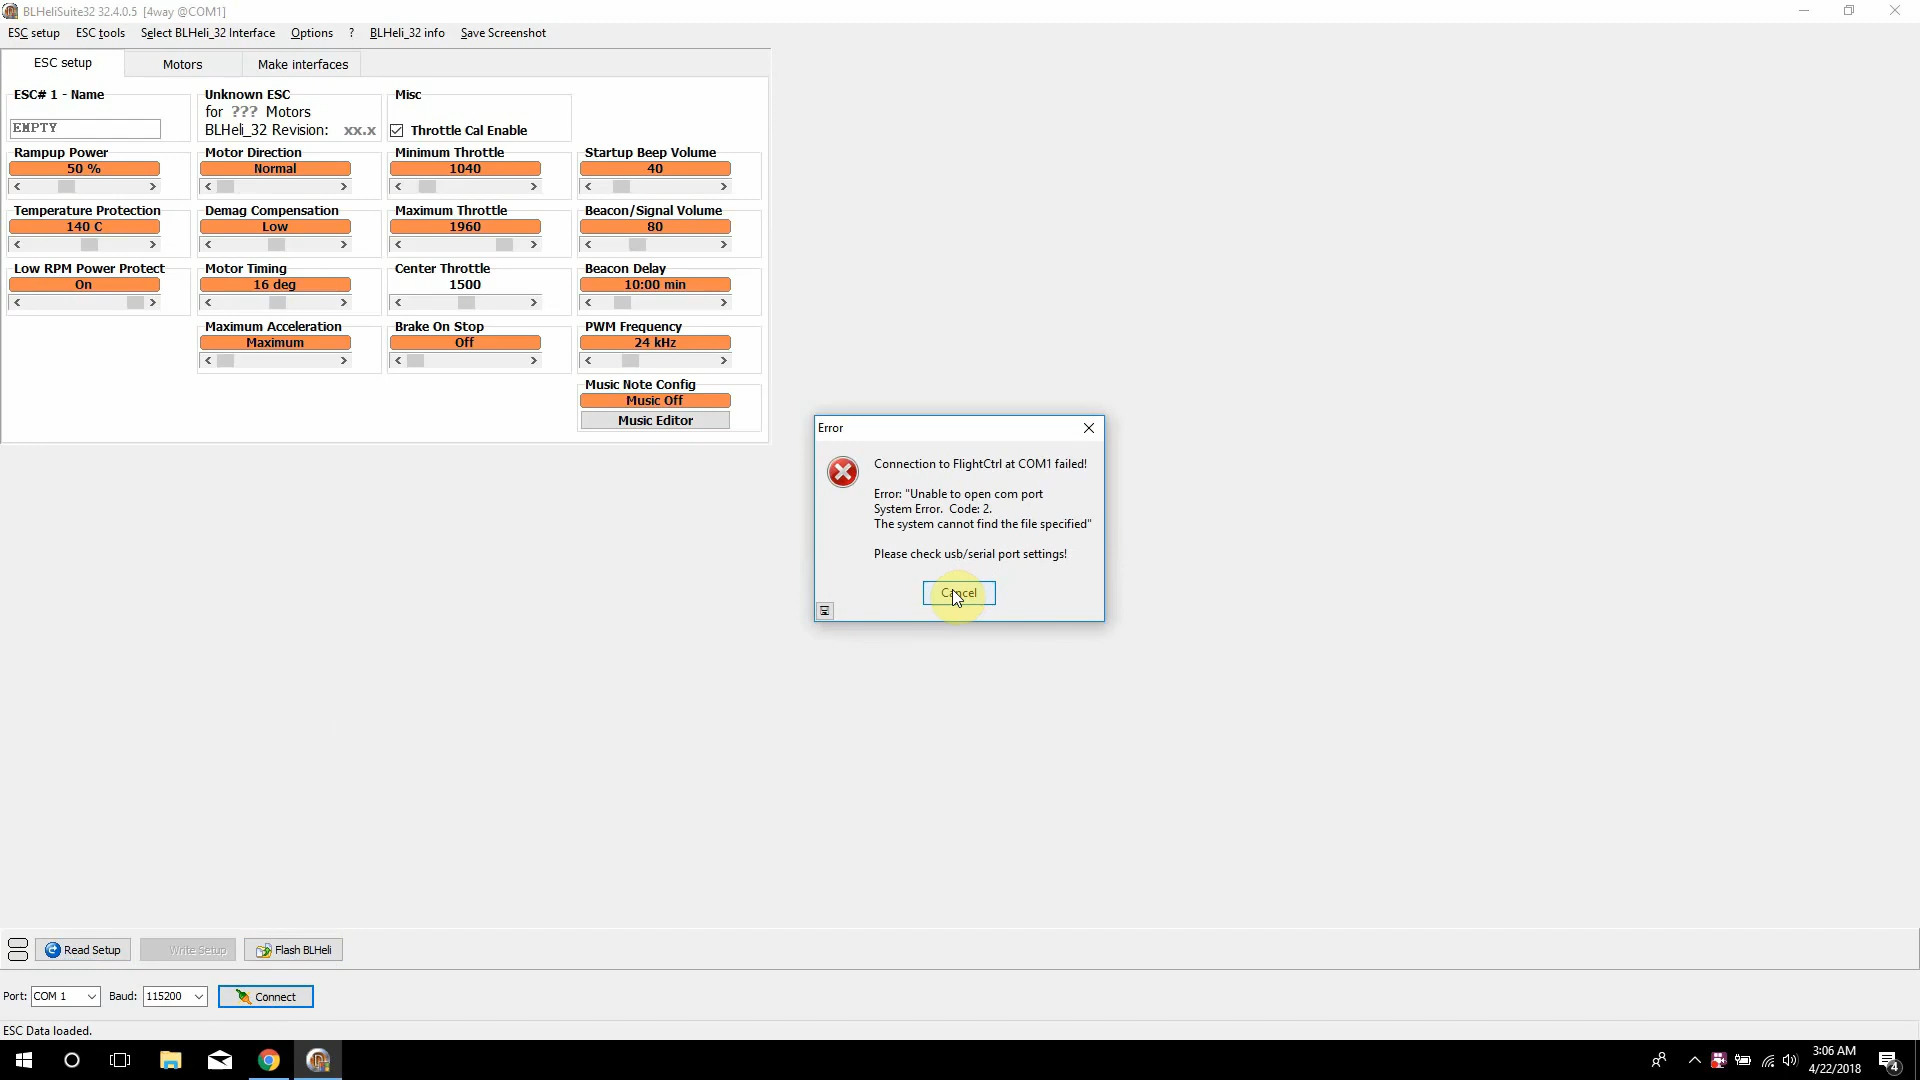 BLHeliSuite32 32.4.0.5 [4way @COM1]
ESC setup ESC tools Select BLHeli_32 Interface Options ? BLHeli_32 info Save Screenshot
ESC setup Motors Make interfaces
ESC# 1 - Name
EMPTY
Unknown ESC
for ??? Motors
BLHeli_32 Revision: xx.x
Misc
Throttle Cal Enable
Rampup Power
50 %
Motor Direction
Normal
Minimum Throttle
1040
Startup Beep Volume
40
Temperature Protection
140 C
Demag Compensation
Low
Maximum Throttle
1960
Beacon/Signal Volume
80
Low RPM Power Protect
On
Motor Timing
16 deg
Center Throttle
1500
Beacon Delay
10:00 min
Maximum Acceleration
Maximum
Brake On Stop
Off
PWM Frequency
24 kHz
Music Note Config
Music Off
Music Editor
Error
Connection to FlightCtrl at COM1 failed!
Error: "Unable to open com port
System Error. Code: 2.
The system cannot find the file specified"
Please check usb/serial port settings!
Cancel
Read Setup Write Setup Flash BLHeli
Port: COM 1 Baud: 115200 Connect
ESC Data loaded.
3:06 AM
4/22/2018
4